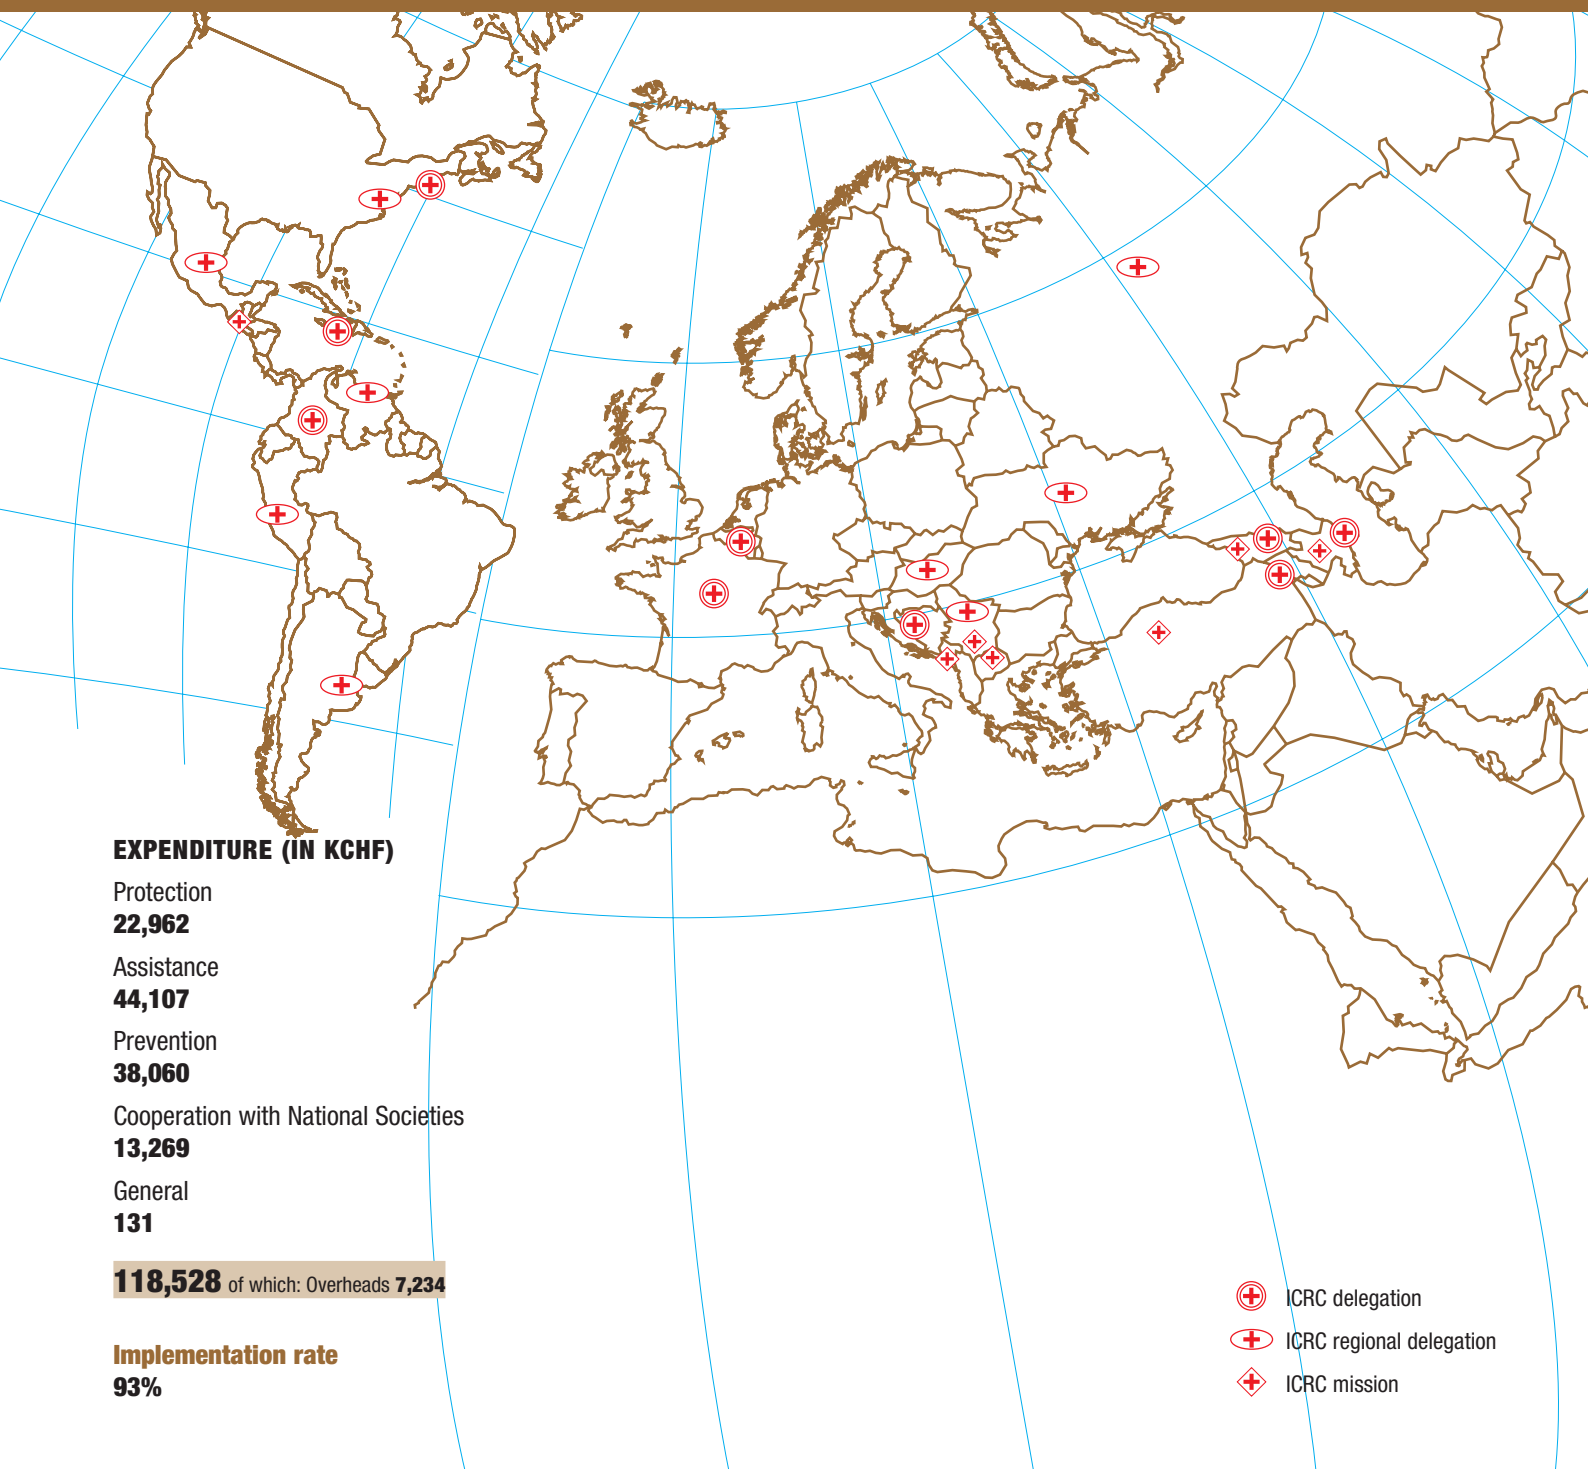 EXPENDITURE (IN KCHF)
Protection
22,962
Assistance
44,107
Prevention
38,060
Cooperation with National Societies
13,269
General
131
118,528 of which: Overheads 7,234
Implementation rate
93%
ICRC delegation
ICRC regional delegation
ICRC mission